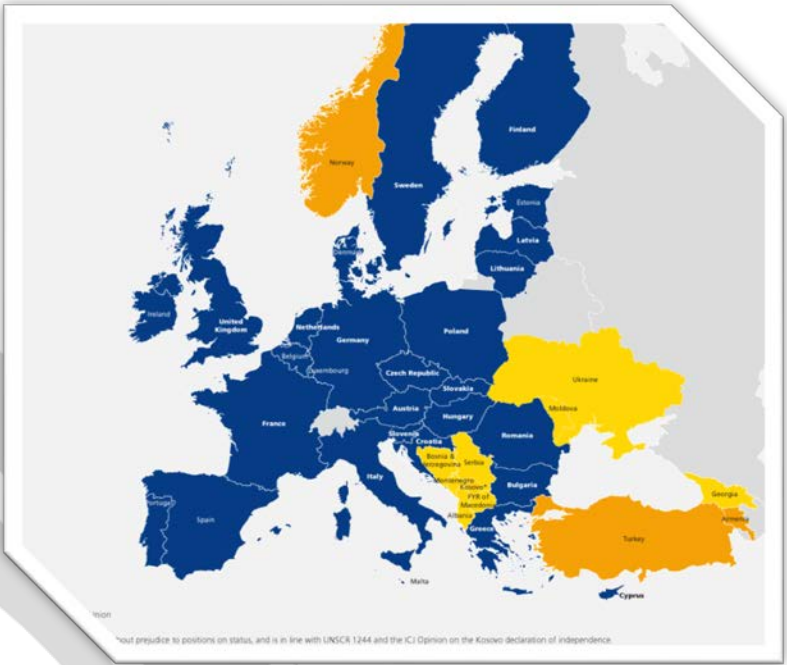 Finland
Norway
Sweden
Estonia
Latvia
Denmark
Lithuania
Ireland
United
Kingdom
Netherlands
Poland
Germany
Belgium
Luxembourg
Czech Republic
Ukraine
Slovakia
Austria
Moldova
Hungary
France
Slovenia
Romania
Croatia
Bosnia &
Herzegovina
Serbia
Italy
Montenegro
Bulgaria
Kosovo*
Georgia
FYR of
Macedonia
Portugal
Albania
Spain
Armenia
Greece
Turkey
Malta
Cyprus
nion
out prejudice to positions on status, and is in line with UNSCR 1244 and the ICJ Opinion on the Kosovo declaration of independence.